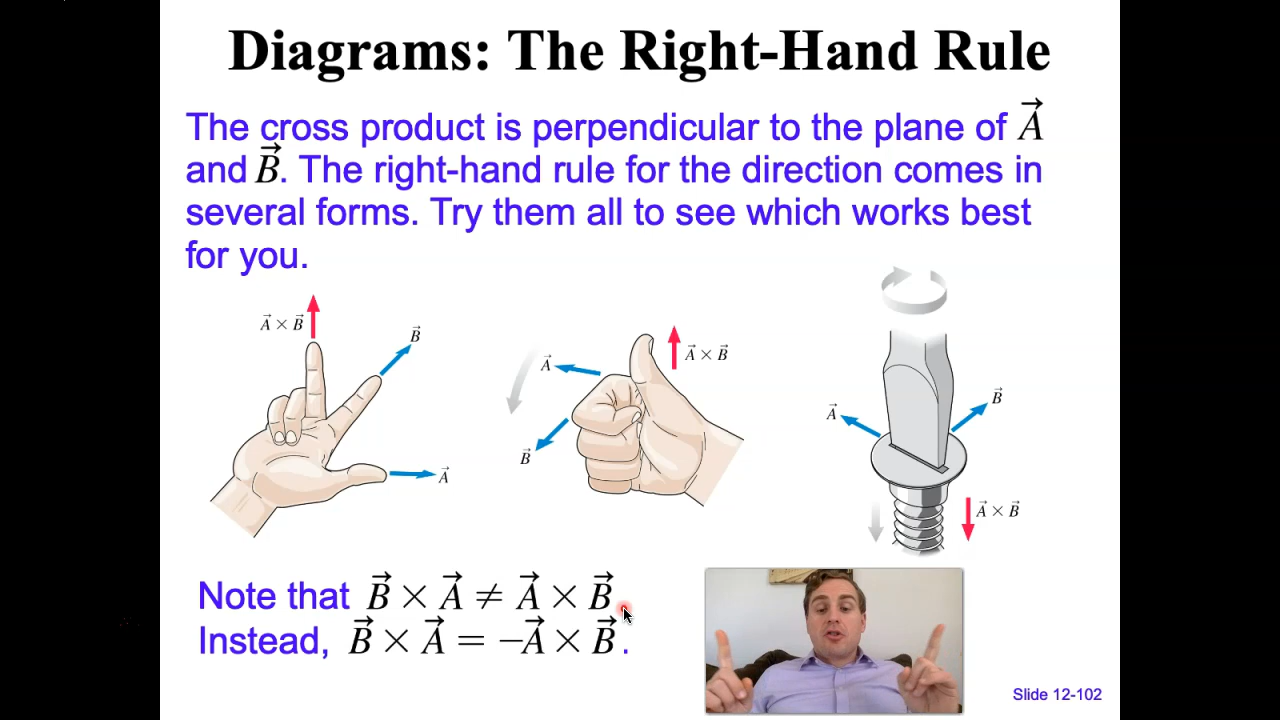 Diagrams: The Right-Hand Rule
The cross product is perpendicular to the plane of A⃗
and B⃗. The right-hand rule for the direction comes in
several forms. Try them all to see which works best
for you.
A⃗ × B⃗
B⃗
A⃗
A⃗
A⃗ × B⃗
B⃗
A⃗
B⃗
A⃗ × B⃗
Note that B⃗ × A⃗ ≠ A⃗ × B⃗.
Instead, B⃗ × A⃗ = −A⃗ × B⃗.
Slide 12-102